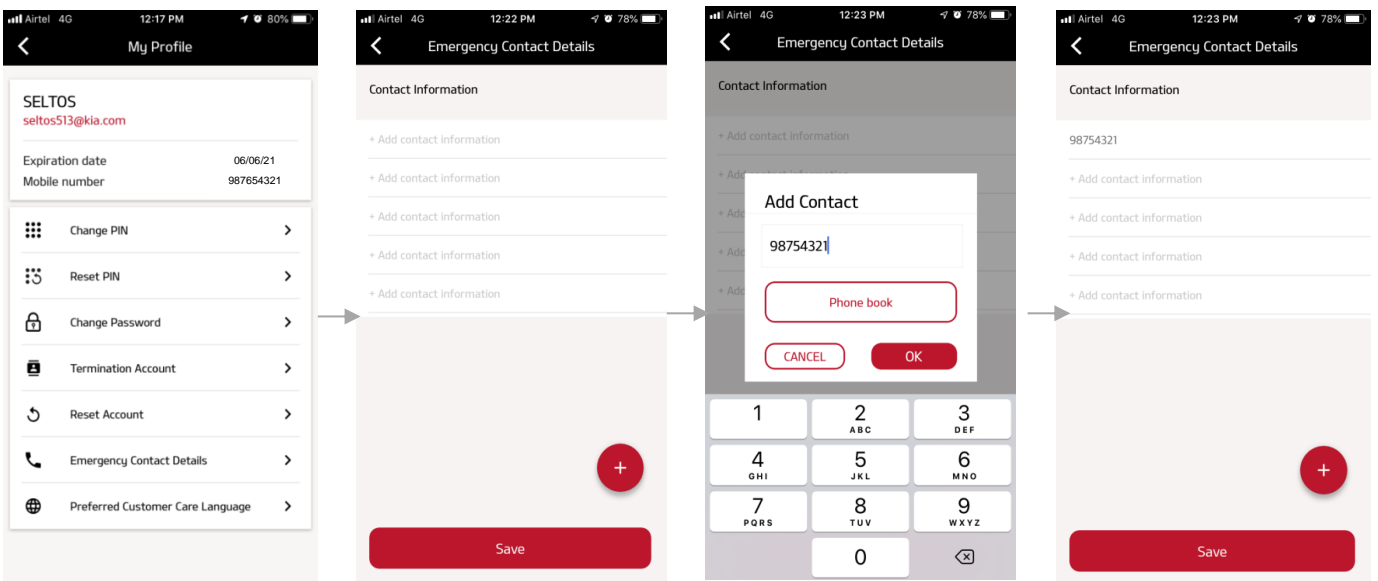 Airtel 4G 12:17 PM 80%
My Profile
SELTOS
seltos513@kia.com
Expiration date 06/06/21
Mobile number 987654321
Change PIN
Reset PIN
Change Password
Termination Account
Reset Account
Emergency Contact Details
Preferred Customer Care Language
Airtel 4G 12:22 PM 78%
Emergency Contact Details
Contact Information
+ Add contact information
+ Add contact information
+ Add contact information
+ Add contact information
+ Add contact information
+
Save
Airtel 4G 12:23 PM 78%
Emergency Contact Details
Contact Information
+ Add contact information
+ Add contact information
+ Add
+ Add
+ Add
Add Contact
98754321
Phone book
CANCEL OK
1 2 3
ABC DEF
4 5 6
GHI JKL MNO
7 8 9
PQRS TUV WXYZ
0
Airtel 4G 12:23 PM 78%
Emergency Contact Details
Contact Information
98754321
+ Add contact information
+ Add contact information
+ Add contact information
+ Add contact information
+
Save